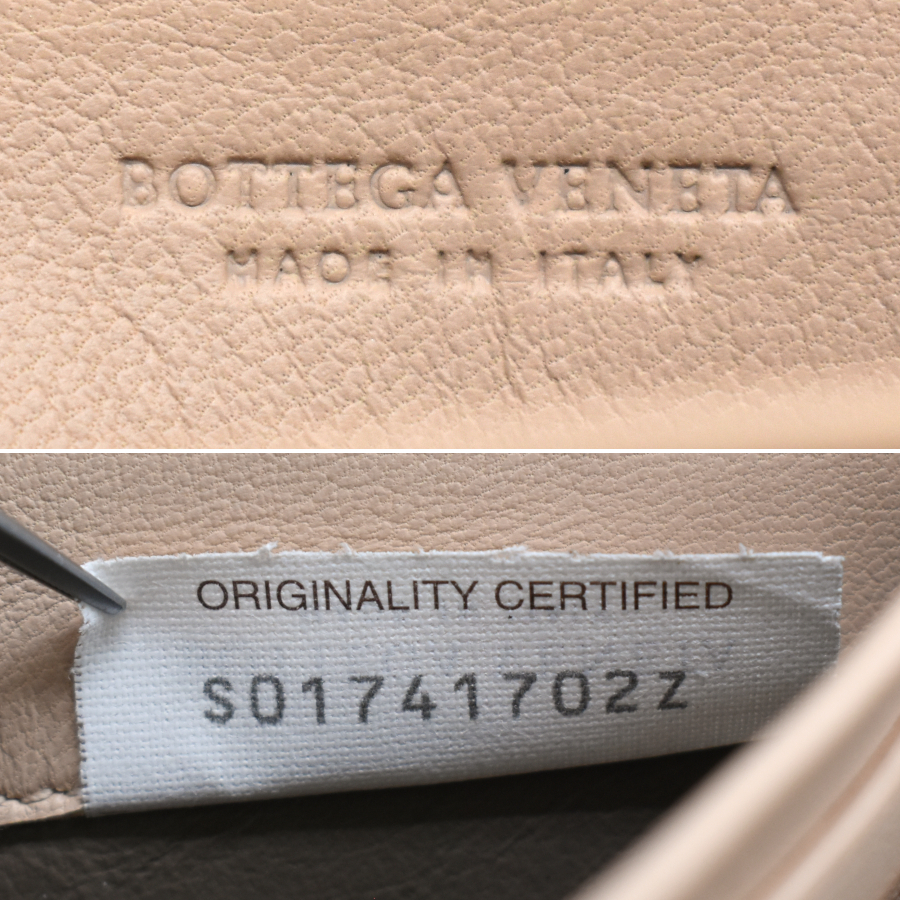 BOTTEGA VENETA
MADE IN ITALY
ORIGINALITY CERTIFIED
S01741702Z